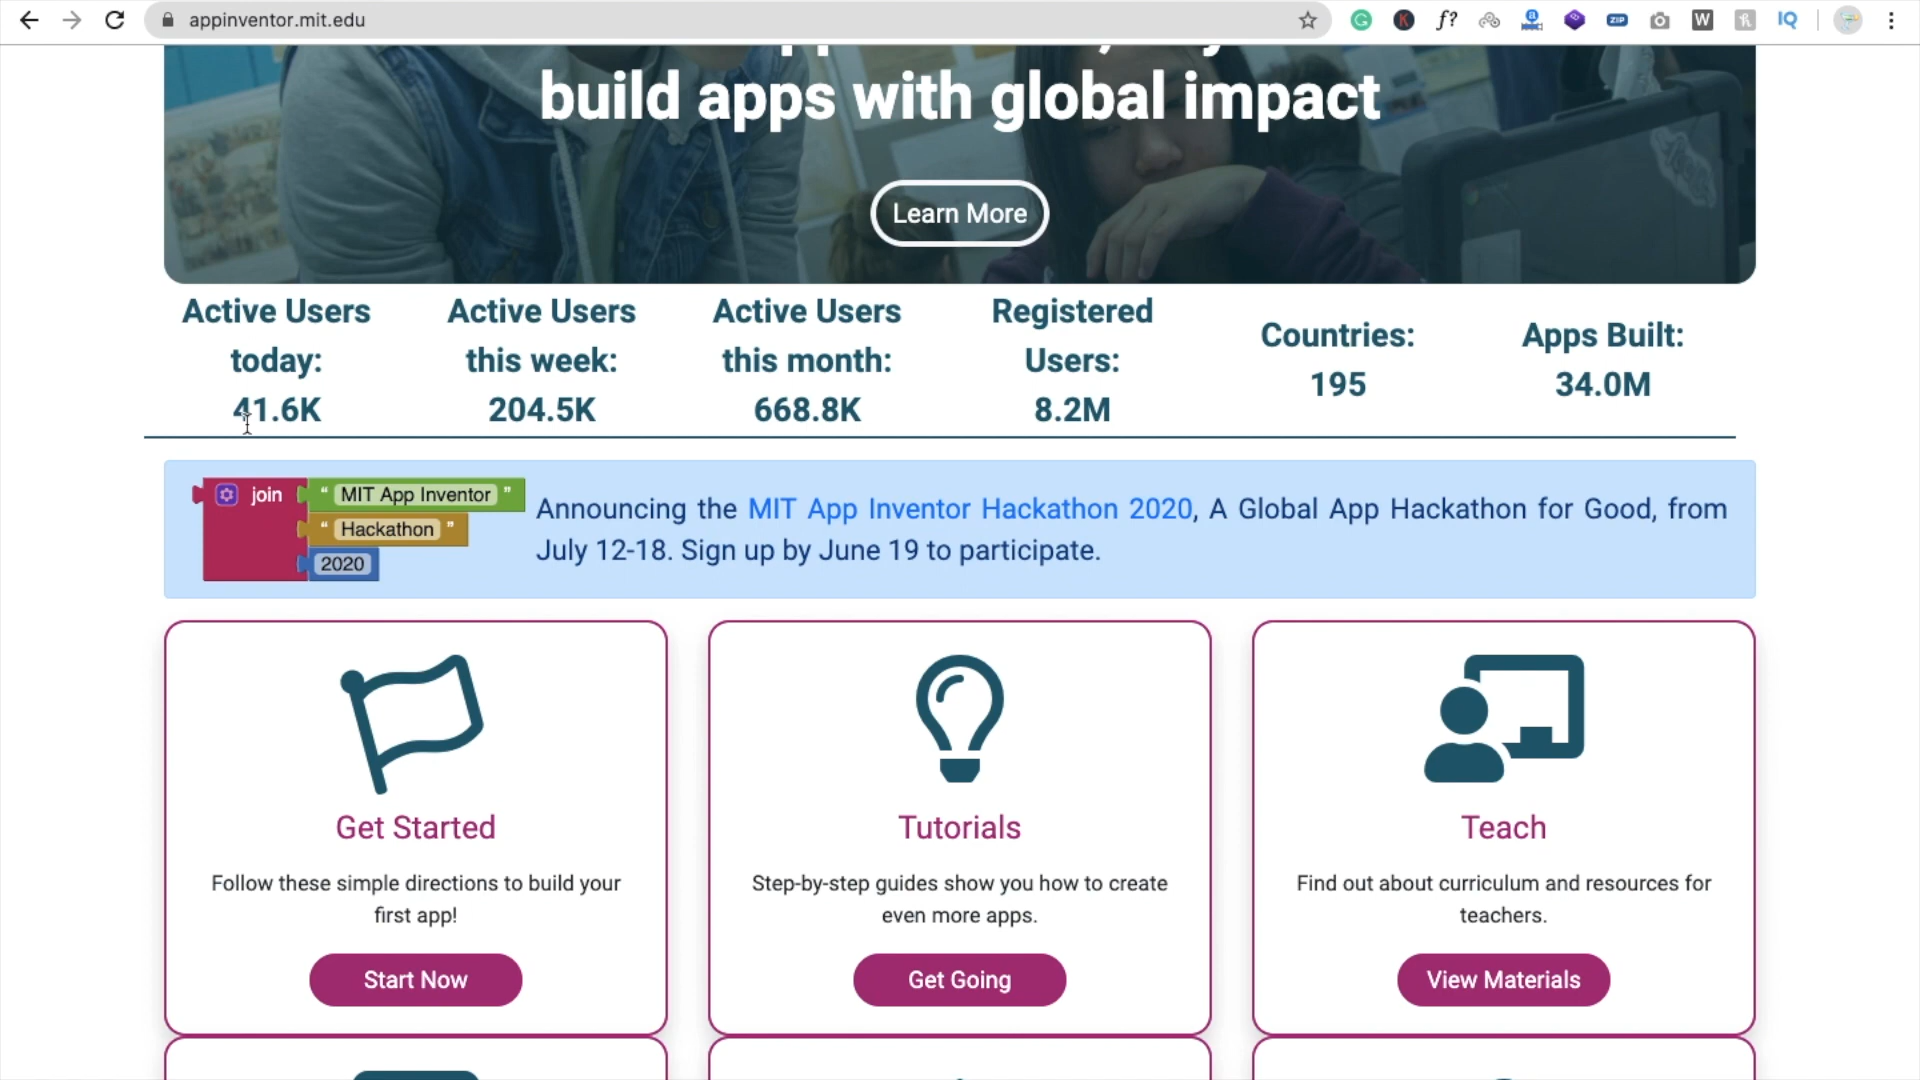 appinventor.mit.edu
build apps with global impact
Learn More
Active Users today: 41.6K
Active Users this week: 204.5K
Active Users this month: 668.8K
Registered Users: 8.2M
Countries: 195
Apps Built: 34.0M
join " MIT App Inventor "
" Hackathon "
2020
Announcing the MIT App Inventor Hackathon 2020, A Global App Hackathon for Good, from
July 12-18. Sign up by June 19 to participate.
Get Started
Follow these simple directions to build your
first app!
Start Now
Tutorials
Step-by-step guides show you how to create
even more apps.
Get Going
Teach
Find out about curriculum and resources for
teachers.
View Materials